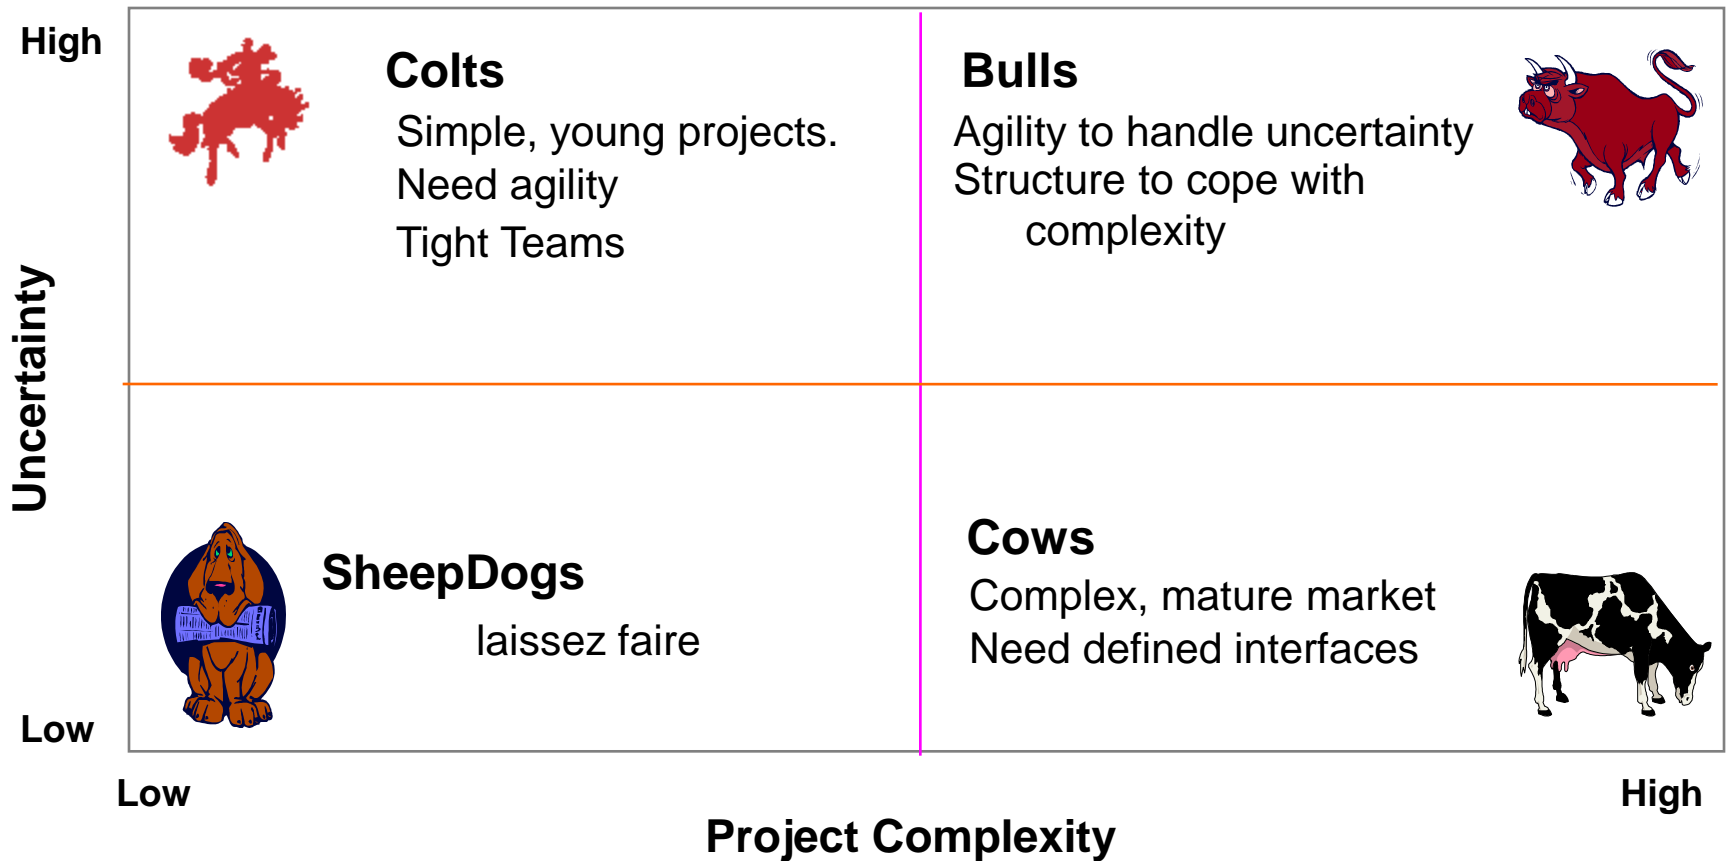 High
Colts
Simple, young projects.
Need agility
Tight Teams
Bulls
Agility to handle uncertainty
Structure to cope with
complexity
Uncertainty
SheepDogs
laissez faire
Cows
Complex, mature market
Need defined interfaces
Low
Low
High
Project Complexity